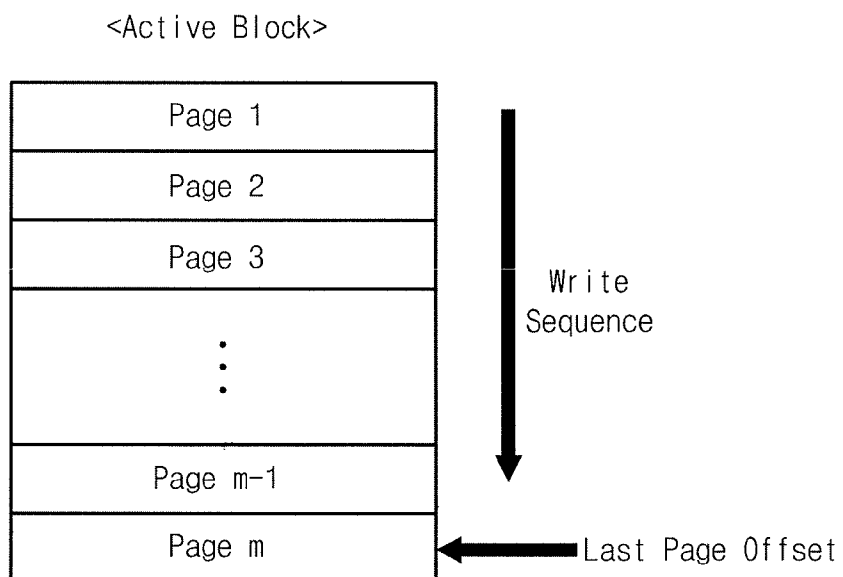 <Active Block>
Page 1
Page 2
Page 3
Write
Sequence
Page m-1
Page m
Last Page Offset